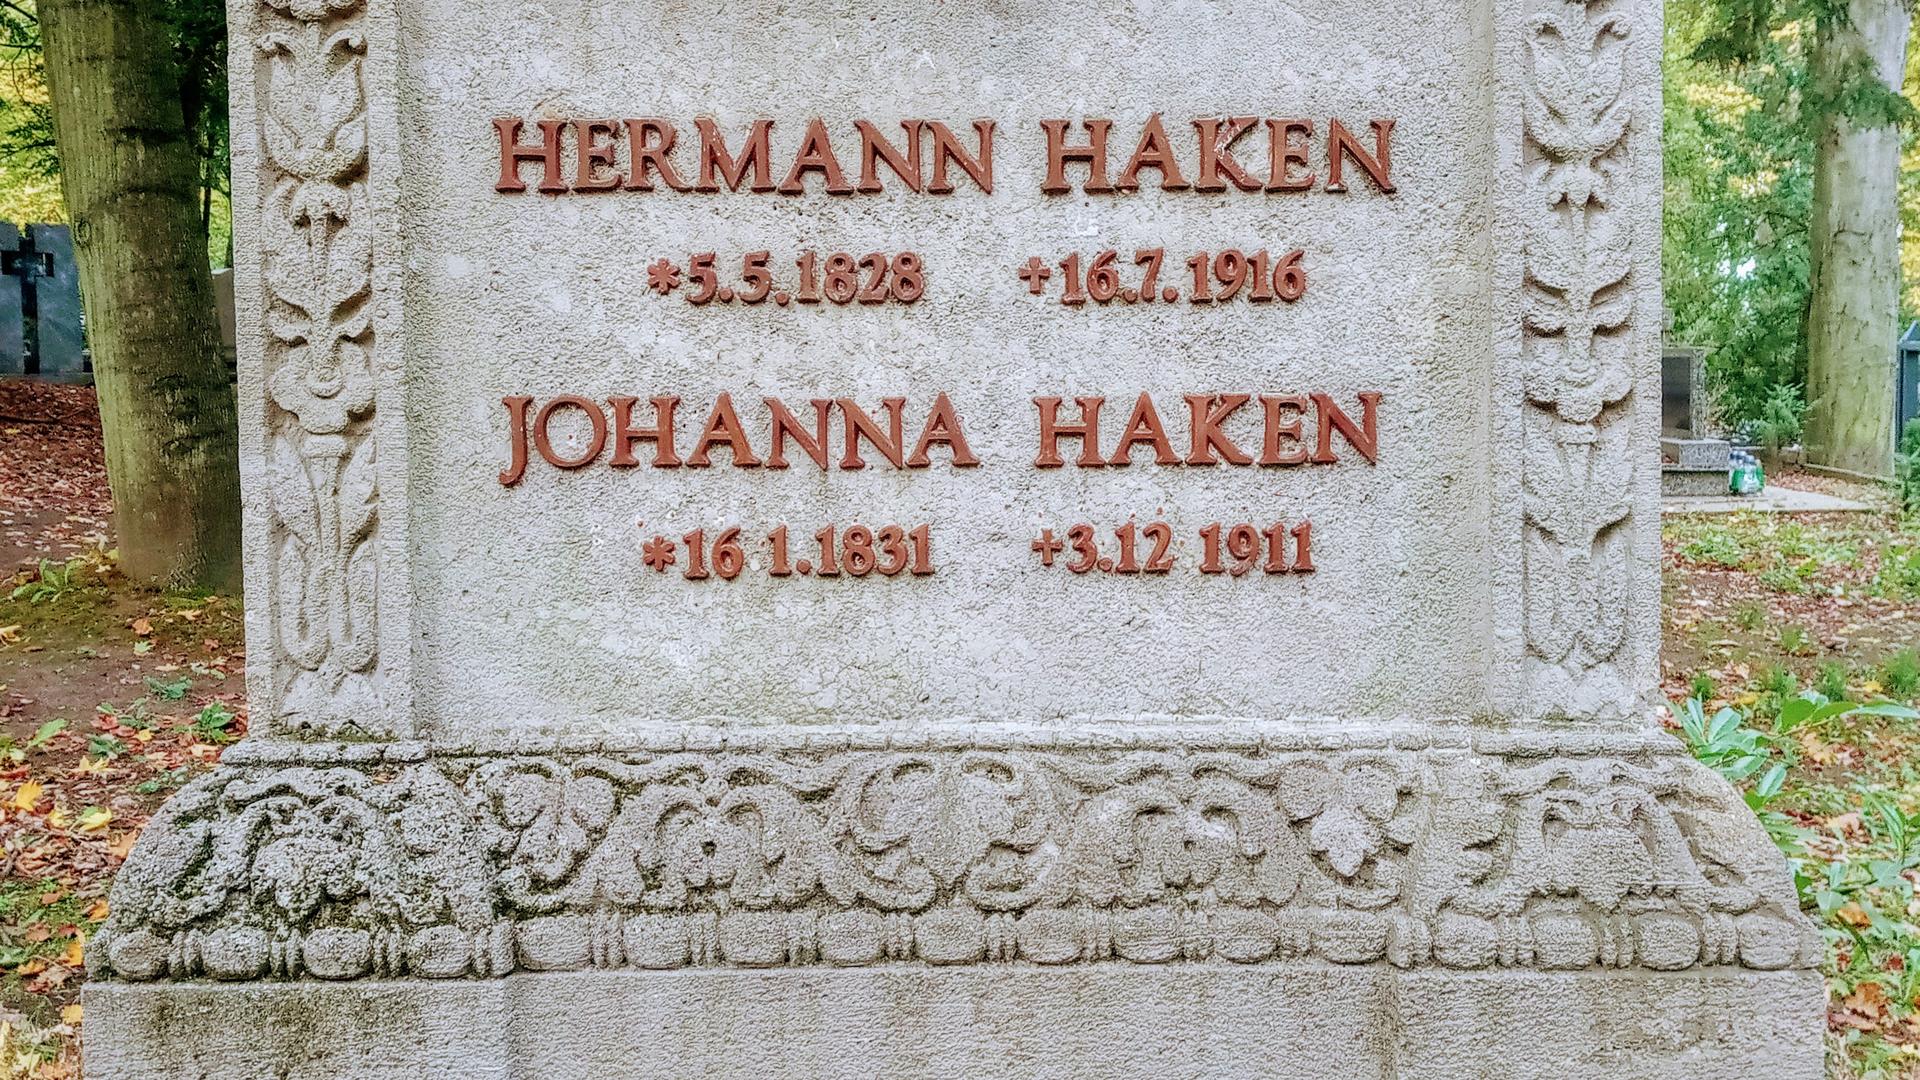 HERMANN HAKEN
*5.5.1828 +16.7.1916
JOHANNA HAKEN
*16 1.1831 +3.12 1911